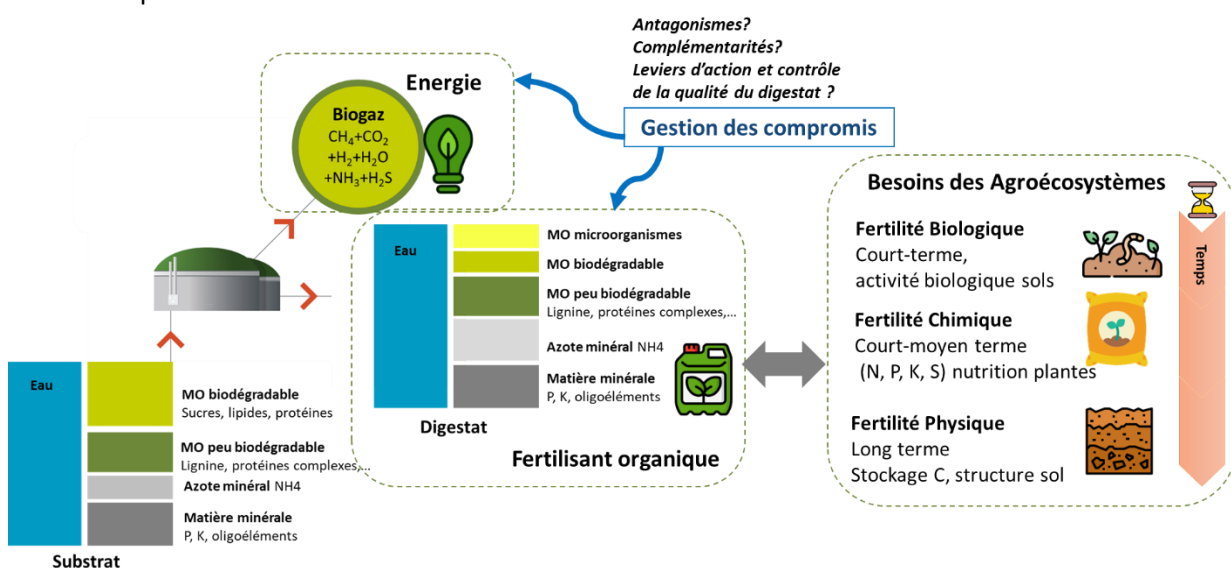 Antagonismes?
Complémentarités?
Leviers d'action et contrôle
de la qualité du digestat ?
Gestion des compromis
Energie
Biogaz
CH4+CO2
+H2+H2O
+NH3+H2S
Eau
MO microorganismes
MO biodégradable
MO peu biodégradable
Lignine, protéines complexes,...
Azote minéral NH4
Matière minérale
P, K, oligoéléments
Digestat
Fertilisant organique
Besoins des Agroécosystèmes
Temps
Fertilité Biologique
Court-terme,
activité biologique sols
Fertilité Chimique
Court-moyen terme
(N, P, K, S) nutrition plantes
Fertilité Physique
Long terme
Stockage C, structure sol
Eau
MO biodégradable
Sucres, lipides, protéines
MO peu biodégradable
Lignine, protéines complexes,...
Azote minéral NH4
Matière minérale
P, K, oligoéléments
Substrat